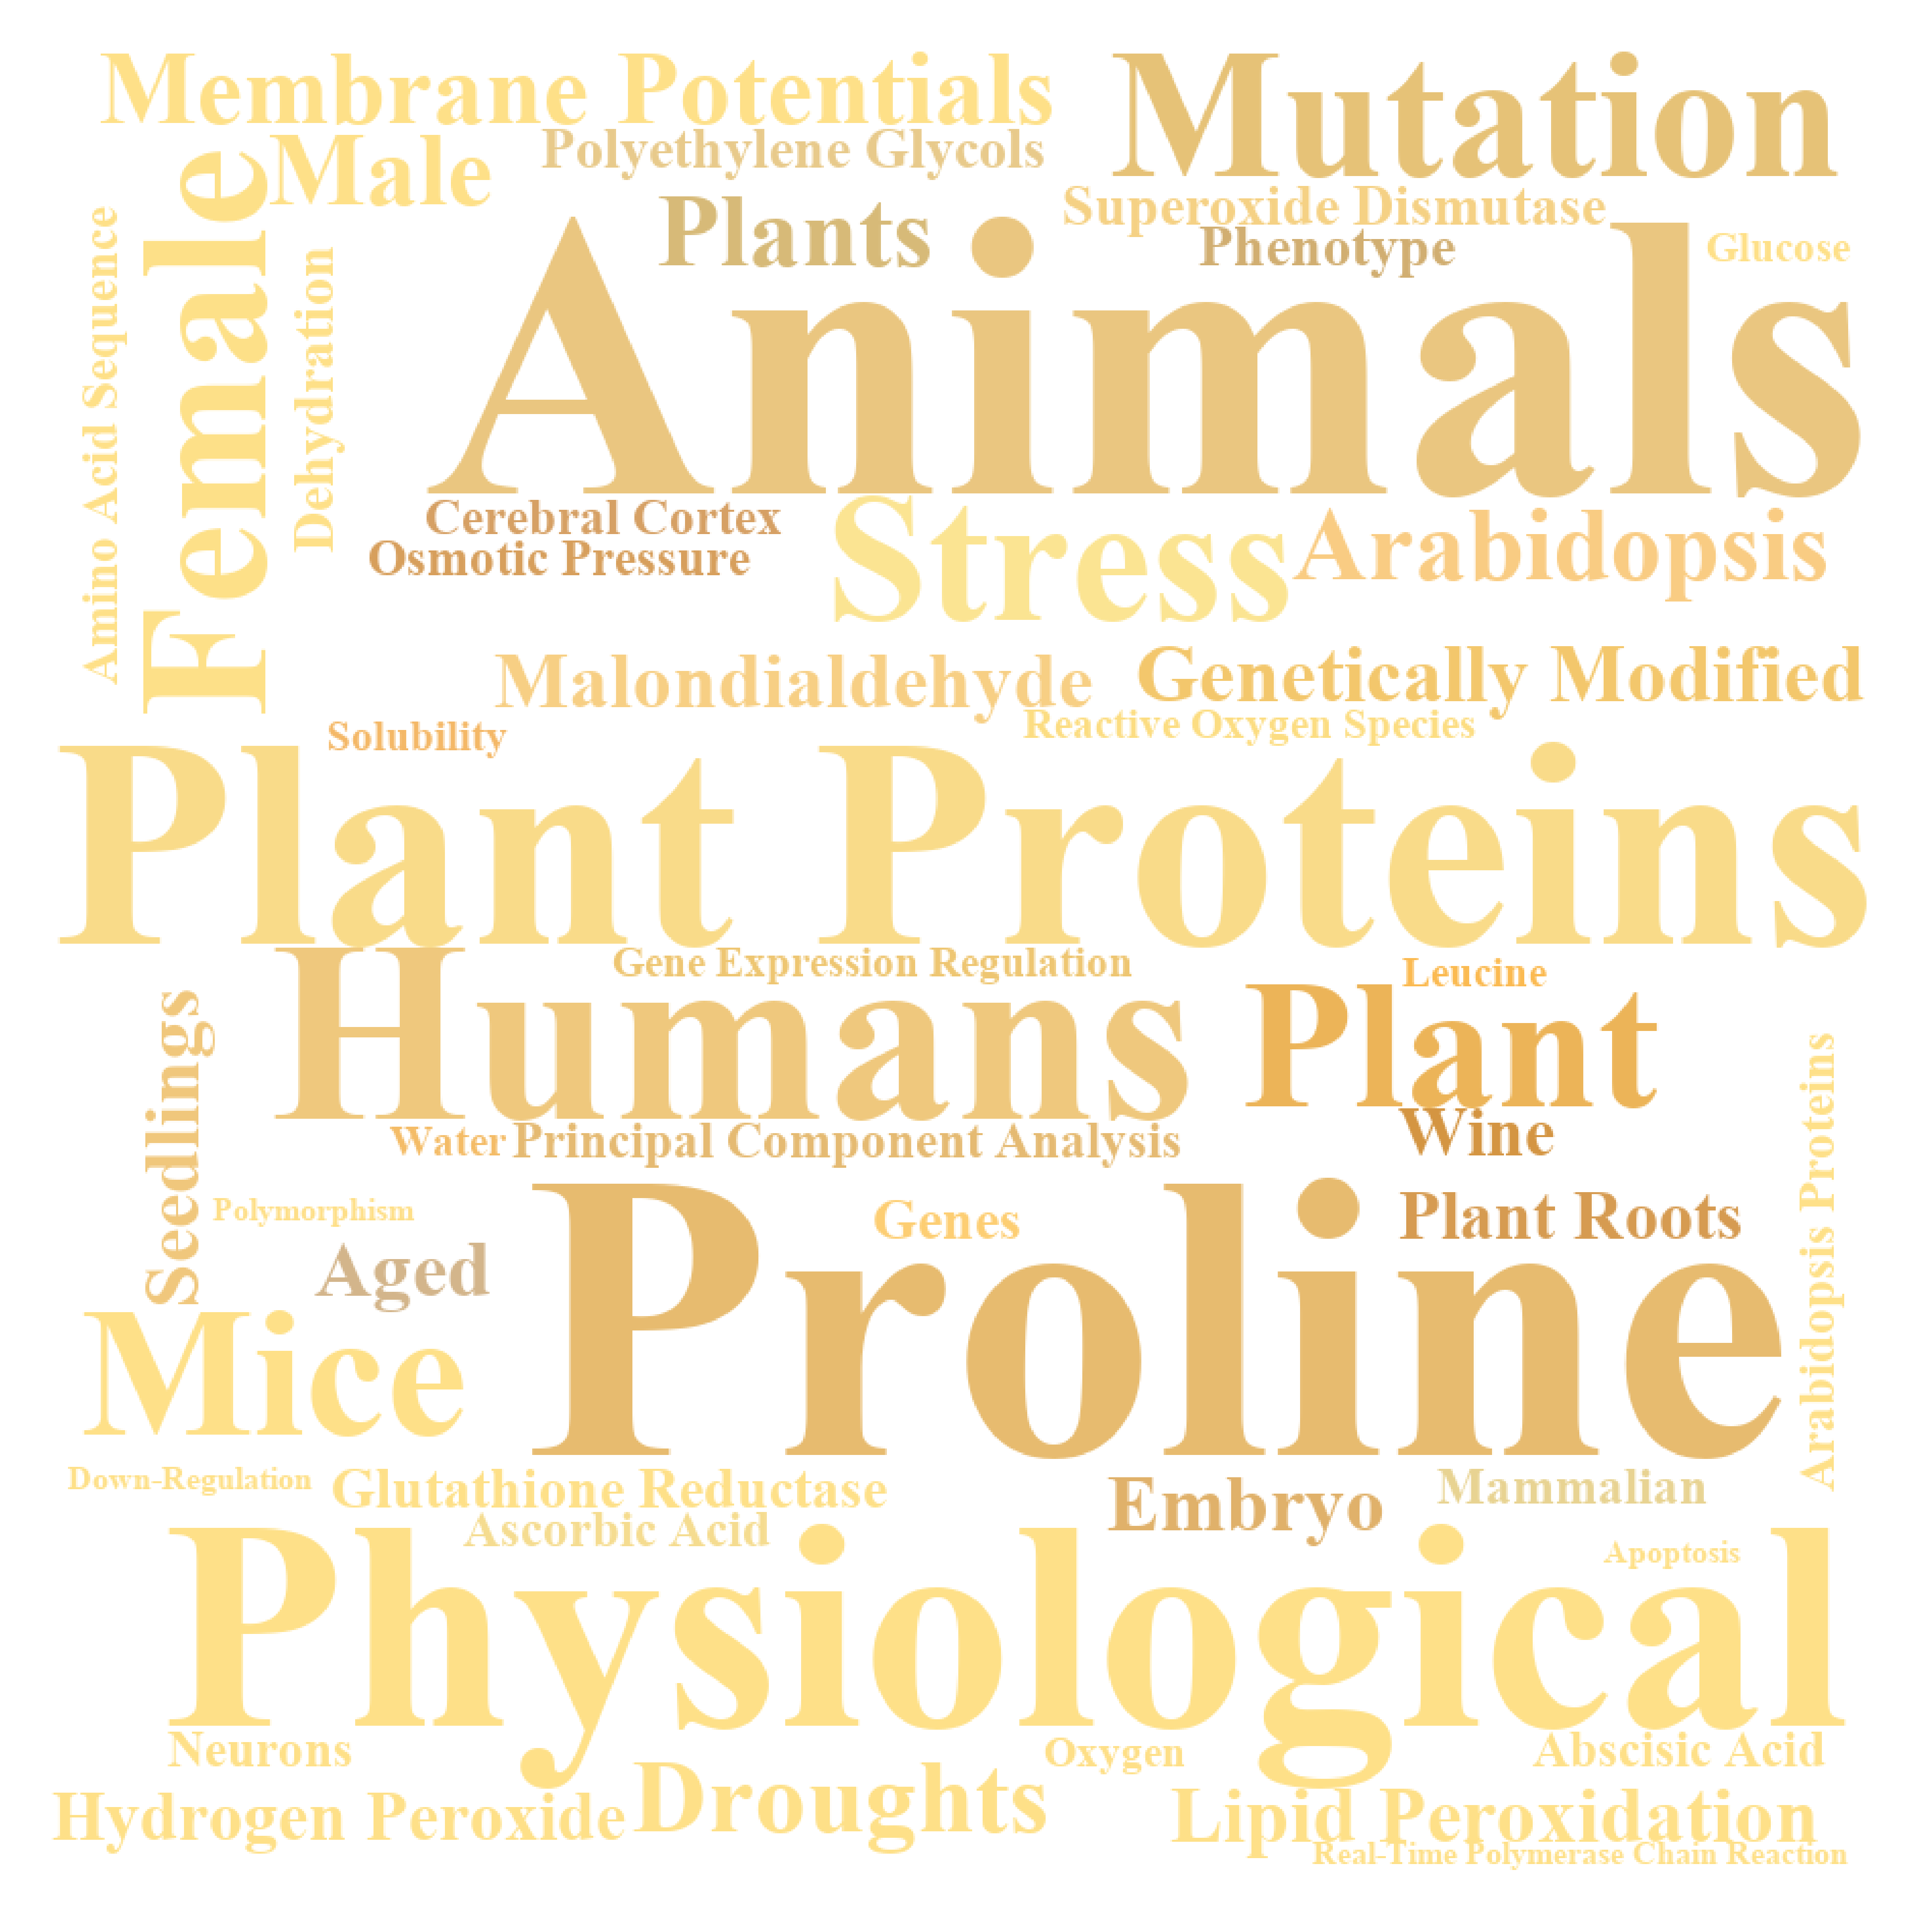 Membrane Potentials
Mutation
Male
Polyethylene Glycols
Female
Plants
Superoxide Dismutase
Phenotype
Glucose
Amino Acid Sequence
Dehydration
Animals
Cerebral Cortex
Osmotic Pressure
Stress
Arabidopsis
Malondialdehyde
Genetically Modified
Solubility
Reactive Oxygen Species
Plant Proteins
Gene Expression Regulation
Leucine
Humans
Plant
Seedlings
Water
Principal Component Analysis
Wine
Arabidopsis Proteins
Polymorphism
Genes
Plant Roots
Aged
Proline
Mice
Down-Regulation
Glutathione Reductase
Embryo
Mammalian
Ascorbic Acid
Apoptosis
Physiological
Neurons
Oxygen
Abscisic Acid
Hydrogen Peroxide
Droughts
Lipid Peroxidation
Real-Time Polymerase Chain Reaction